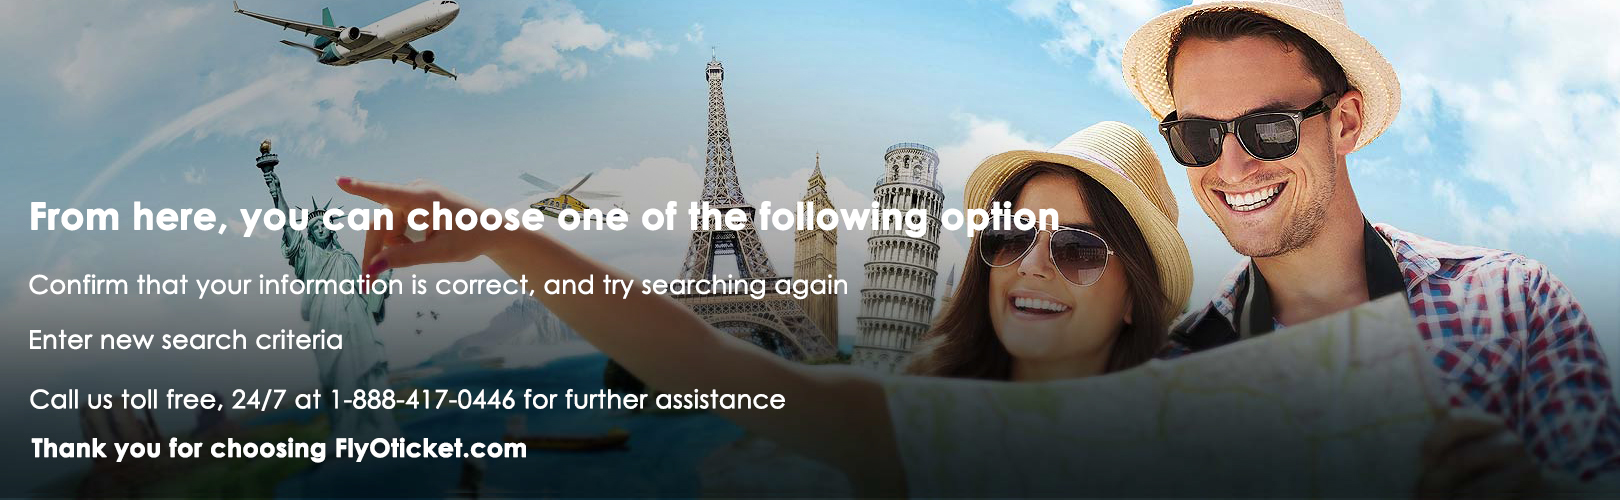 From here, you can choose one of the following option
Confirm that your information is correct, and try searching again
Enter new search criteria
Call us toll free, 24/7 at 1-888-417-0446 for further assistance
Thank you for choosing FlyOticket.com